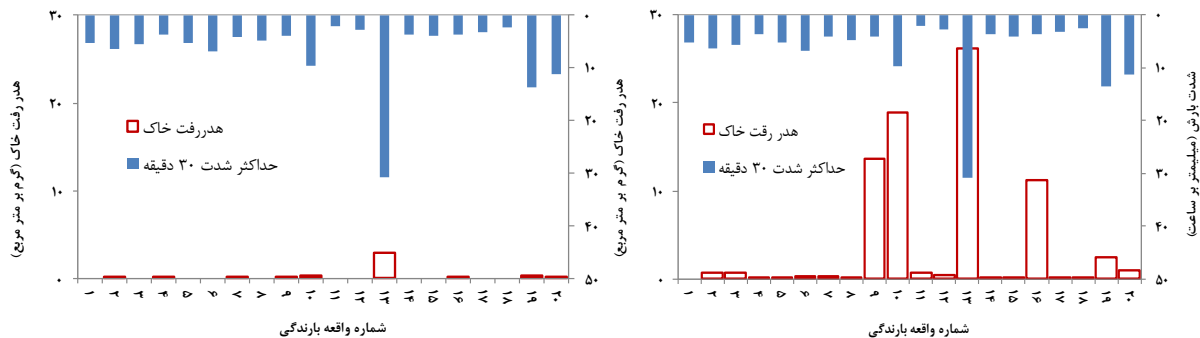 هدر رفت خاک (گرم بر متر مربع)
۳۰
۲۰
۱۰
۰
۰
۱۰
۲۰
۳۰
۴۰
۵۰
هدررفت خاک
حداکثر شدت ۳۰ دقیقه
۱ ۲ ۳ ۴ ۵ ۶ ۷ ۸ ۹ ۱۰ ۱۱ ۱۲ ۱۳ ۱۴ ۱۵ ۱۶ ۱۷ ۱۸ ۱۹ ۲۰
شماره واقعه بارندگی
هدر رفت خاک (گرم بر متر مربع)
۳۰
۲۰
۱۰
۰
۰
۱۰
۲۰
۳۰
۴۰
۵۰
شدت بارش (میلیمتر بر ساعت)
هدر رقت خاک
حداکثر شدت ۳۰ دقیقه
۱ ۲ ۳ ۴ ۵ ۶ ۷ ۸ ۹ ۱۰ ۱۱ ۱۲ ۱۳ ۱۴ ۱۵ ۱۶ ۱۷ ۱۸ ۱۹ ۲۰
شماره واقعه بارندگی